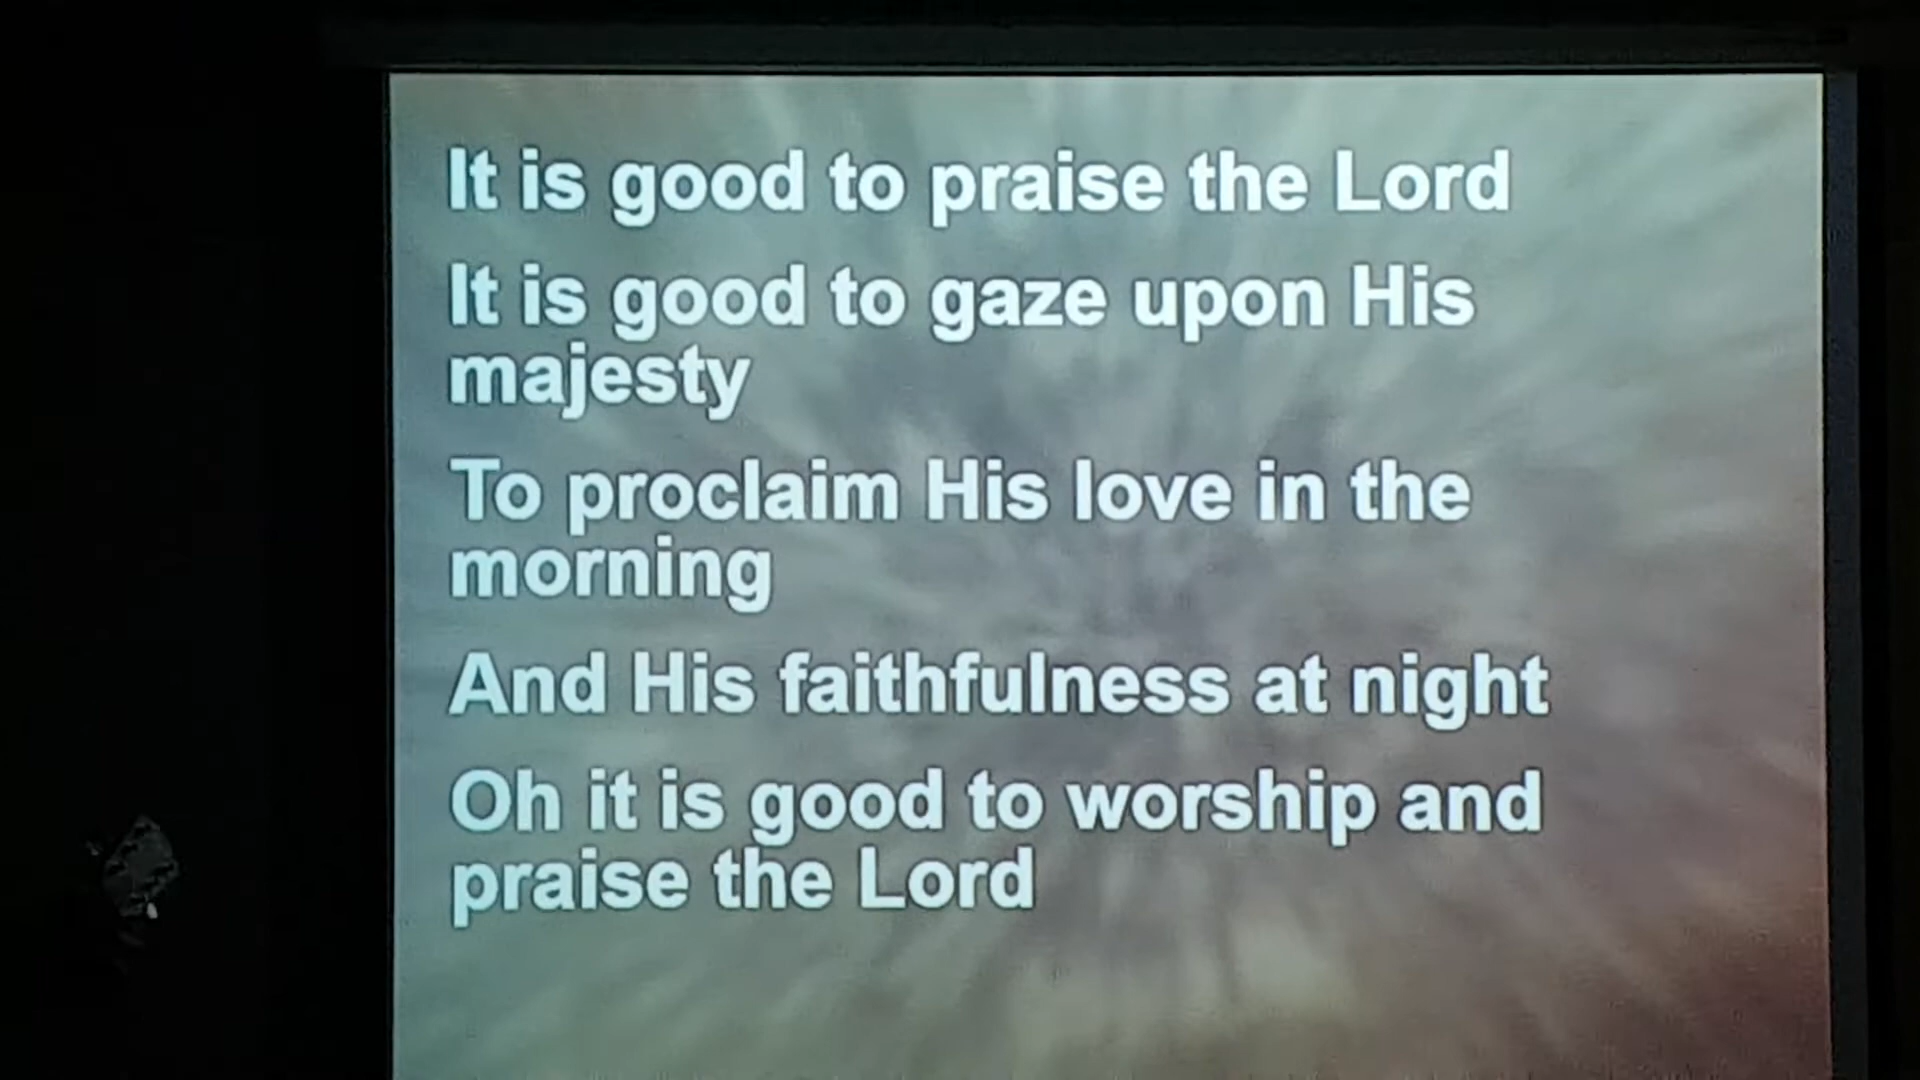 It is good to praise the Lord
It is good to gaze upon His
majesty
To proclaim His love in the
morning
And His faithfulness at night
Oh it is good to worship and
praise the Lord